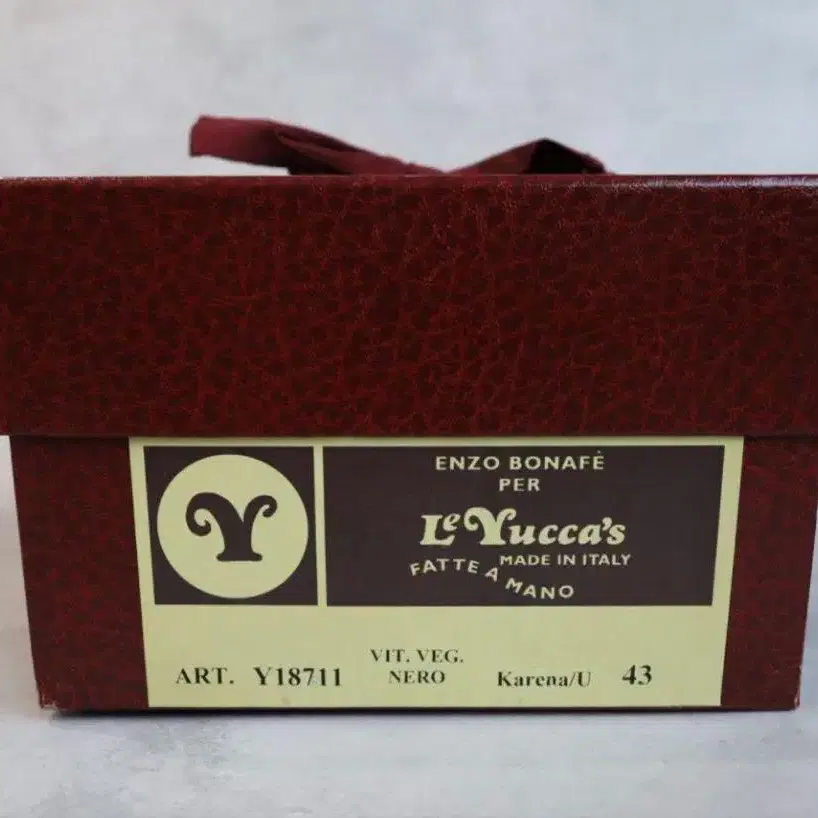 ENZO BONAFÈ
PER
Le Yucca's
MADE IN ITALY
FATTE A MANO
ART. Y18711 VIT. VEG. NERO Karena/U 43